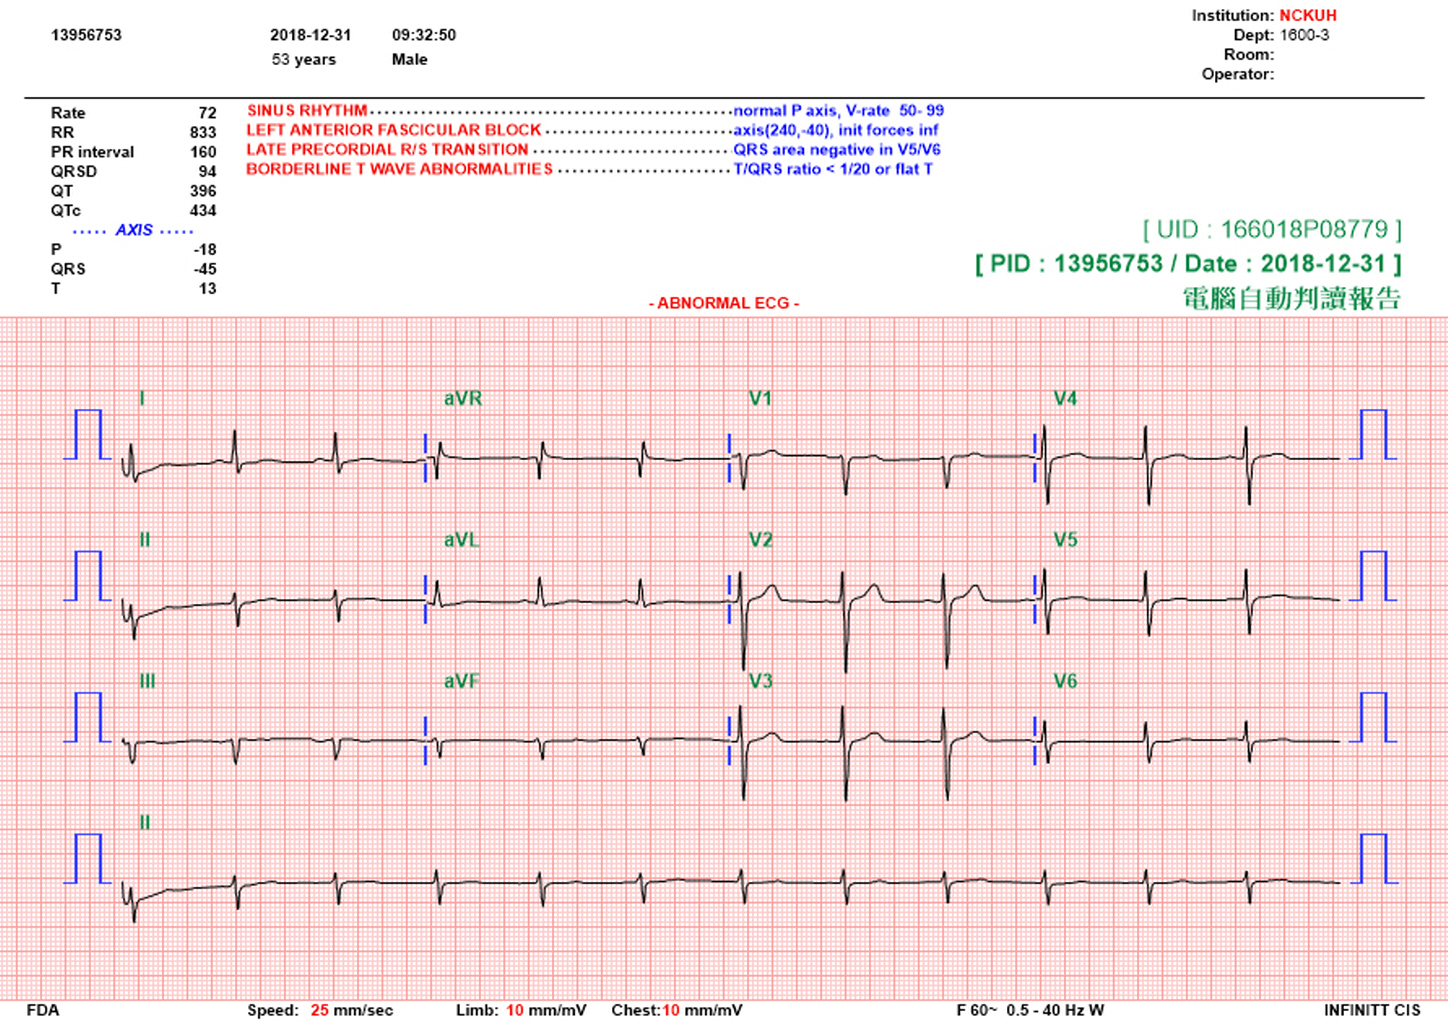 Institution: NCKUH
13956753 2018-12-31 09:32:50 Dept: 1600-3
53 years Male Room:
Operator:
Rate 72 SINUS RHYTHM normal P axis, V-rate 50- 99
RR 833 LEFT ANTERIOR FASCICULAR BLOCK axis(240,-40), init forces inf
PR interval 160 LATE PRECORDIAL R/S TRANSITION QRS area negative in V5/V6
QRSD 94 BORDERLINE T WAVE ABNORMALITIES T/QRS ratio < 1/20 or flat T
QT 396
QTc 434
····· AXIS ·····
P -18
QRS -45
T 13
[ UID : 166018P08779 ]
[ PID : 13956753 / Date : 2018-12-31 ]
電腦自動判讀報告
- ABNORMAL ECG -
I aVR V1 V4
II aVL V2 V5
III aVF V3 V6
II
FDA Speed: 25 mm/sec Limb: 10 mm/mV Chest:10 mm/mV F 60~ 0.5 - 40 Hz W INFINITT CIS